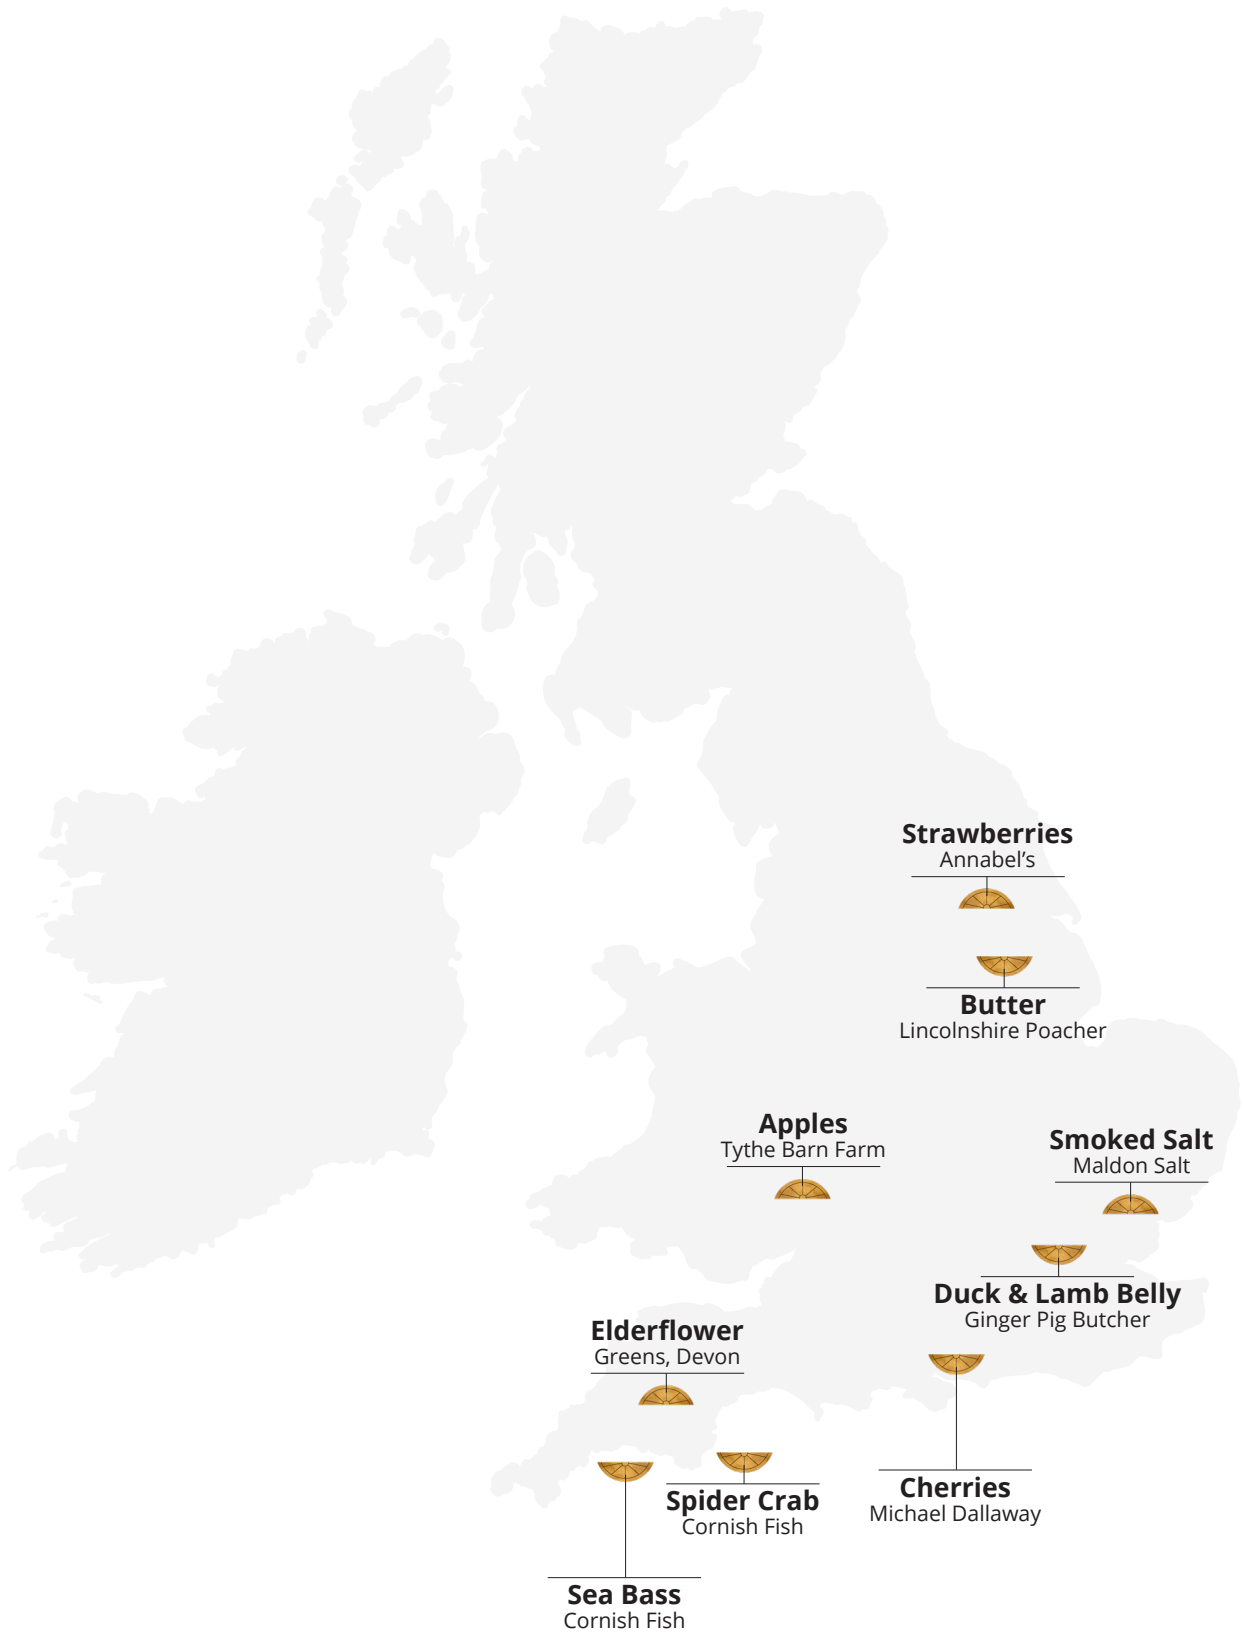 Strawberries
Annabel’s
Butter
Lincolnshire Poacher
Apples
Tythe Barn Farm
Smoked Salt
Maldon Salt
Duck & Lamb Belly
Ginger Pig Butcher
Elderflower
Greens, Devon
Cherries
Michael Dallaway
Spider Crab
Cornish Fish
Sea Bass
Cornish Fish